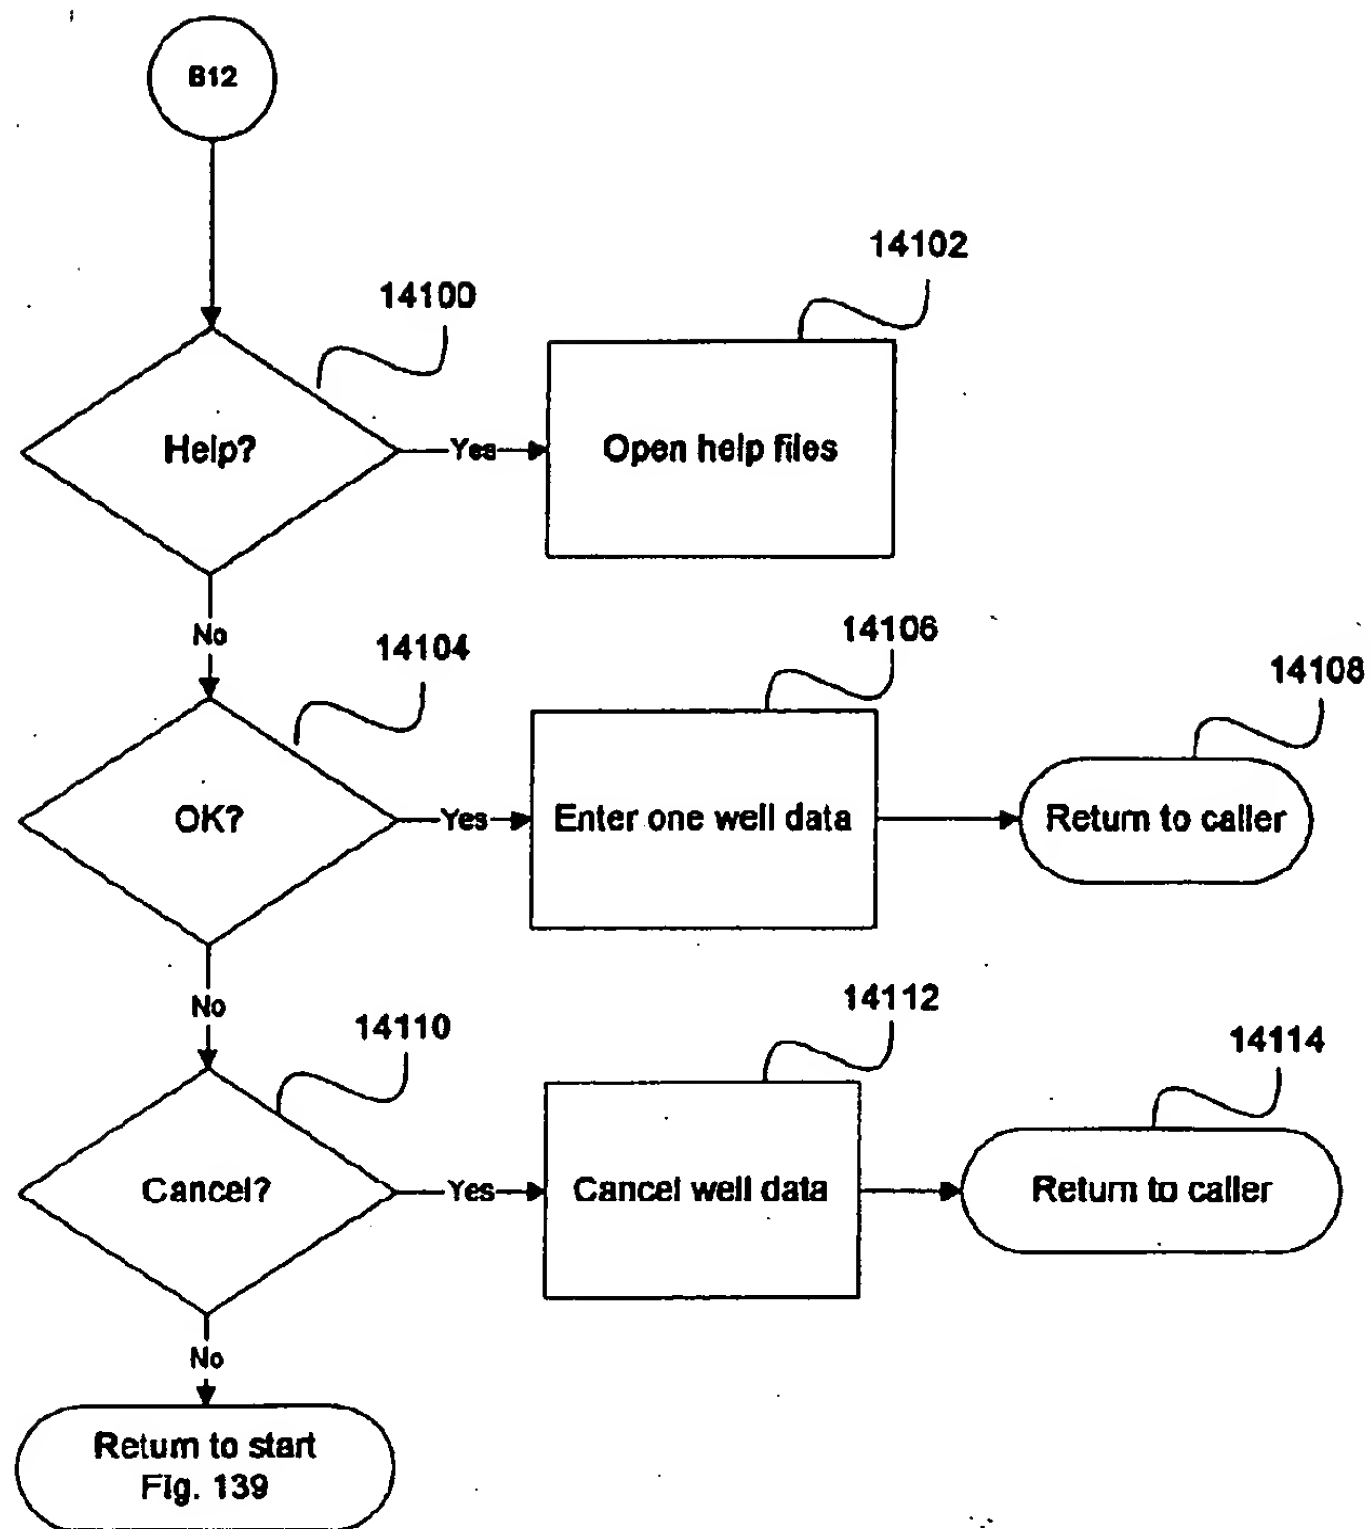 B12
14102
14100
Help?
Yes
Open help files
No
14104
14106
14108
OK?
Yes
Enter one well data
Return to caller
No
14110
14112
14114
Cancel?
Yes
Cancel well data
Return to caller
No
Return to start
Fig. 139